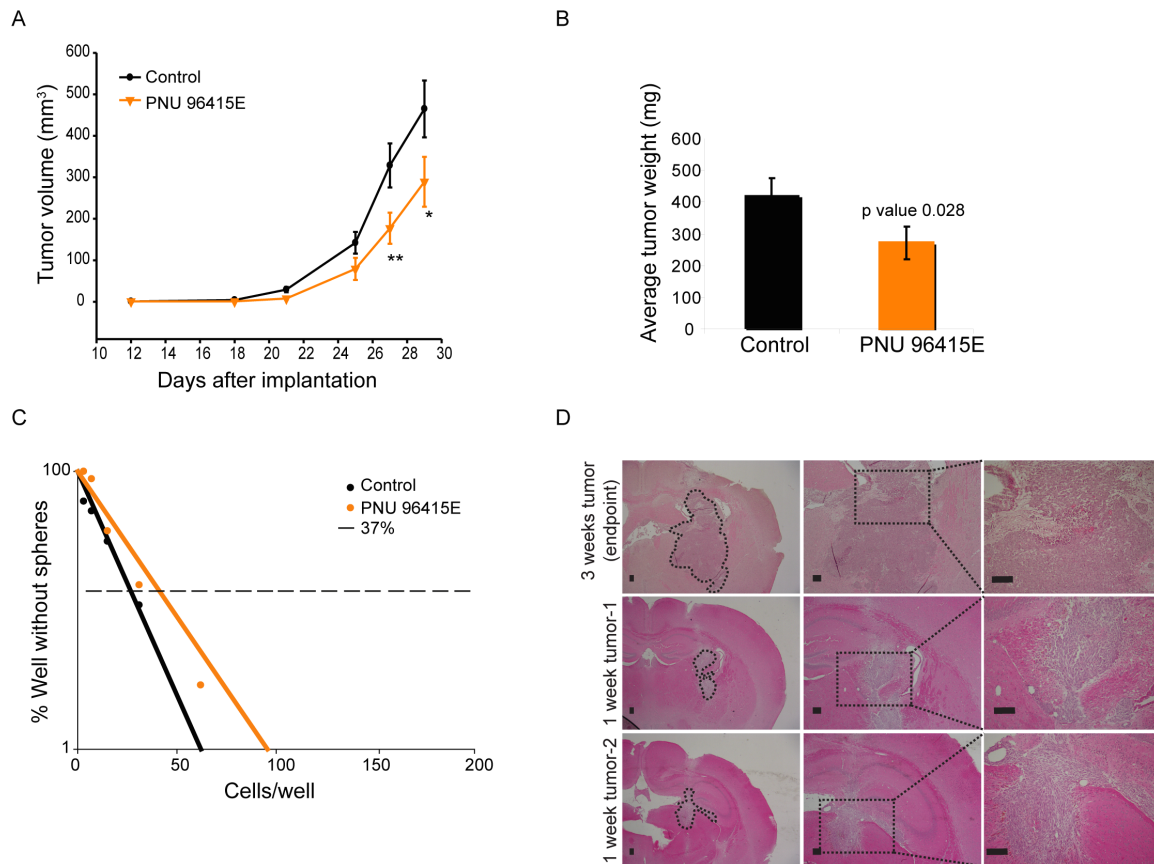 A
600
500
400
300
200
100
0
Tumor volume (mm³)
Control
PNU 96415E
**
*
10 12 14 16 18 20 21 25 26 28 30
Days after implantation
B
600
500
400
300
200
100
0
Average tumor weight (mg)
p value 0.028
Control
PNU 96415E
C
100
1
% Well without spheres
Control
PNU 96415E
37%
0 50 100 150 200
Cells/well
D
3 weeks tumor
(endpoint)
1 week tumor-1
1 week tumor-2